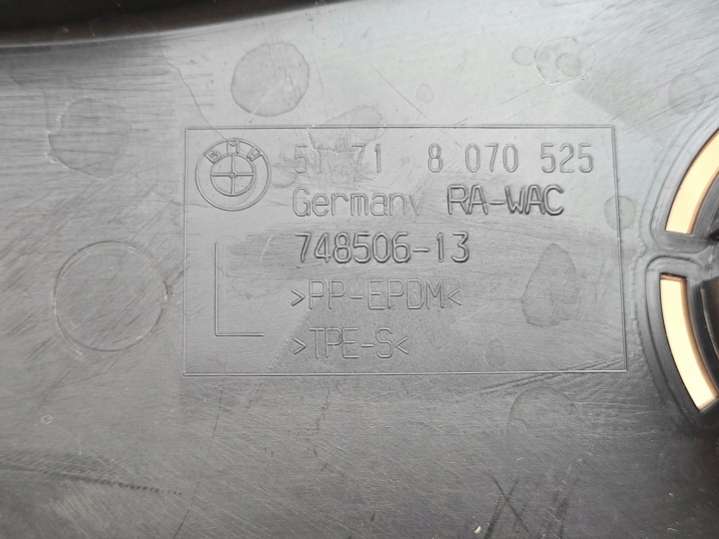 BMW
51 71 8 070 525
Germany RA-WAC
748506-13
L
>PP-EPDM<
>TPE-S<